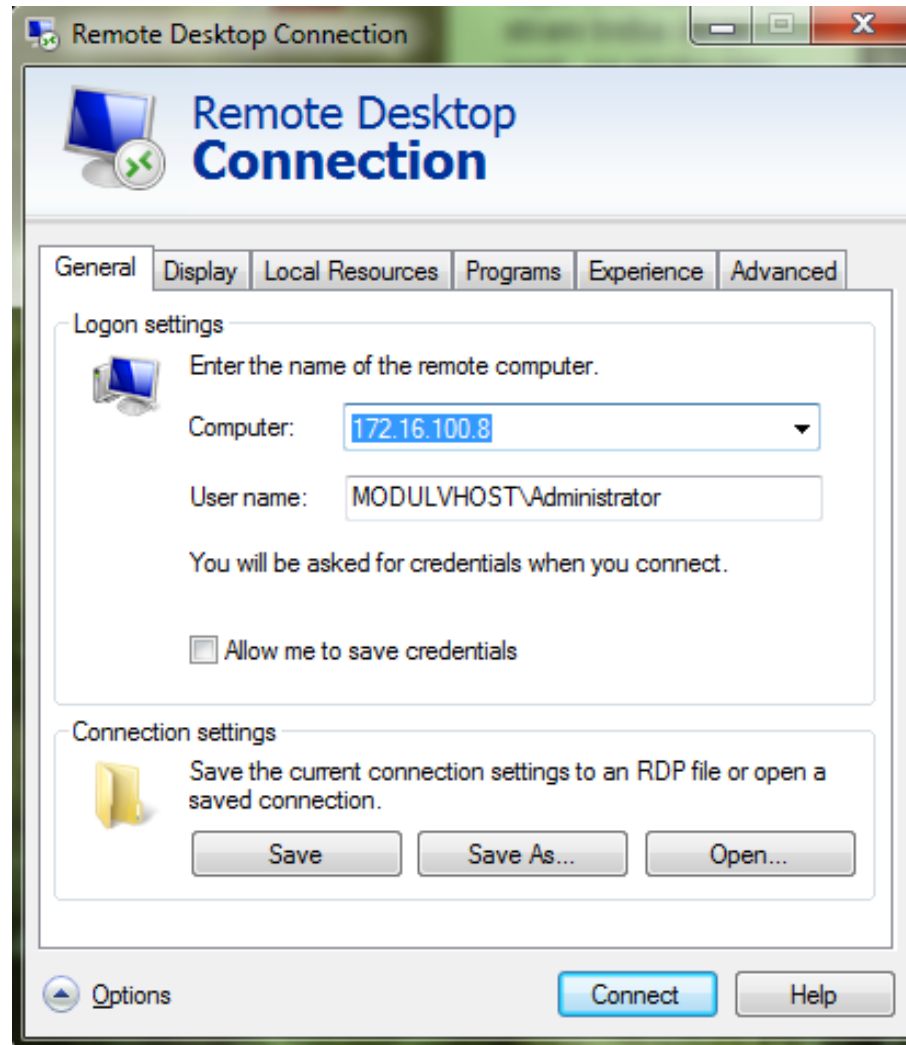 Remote Desktop Connection
Remote Desktop
Connection
General Display Local Resources Programs Experience Advanced
Logon settings
Enter the name of the remote computer.
Computer: 172.16.100.8
User name: MODULVHOST\Administrator
You will be asked for credentials when you connect.
Allow me to save credentials
Connection settings
Save the current connection settings to an RDP file or open a
saved connection.
Save Save As... Open...
Options Connect Help